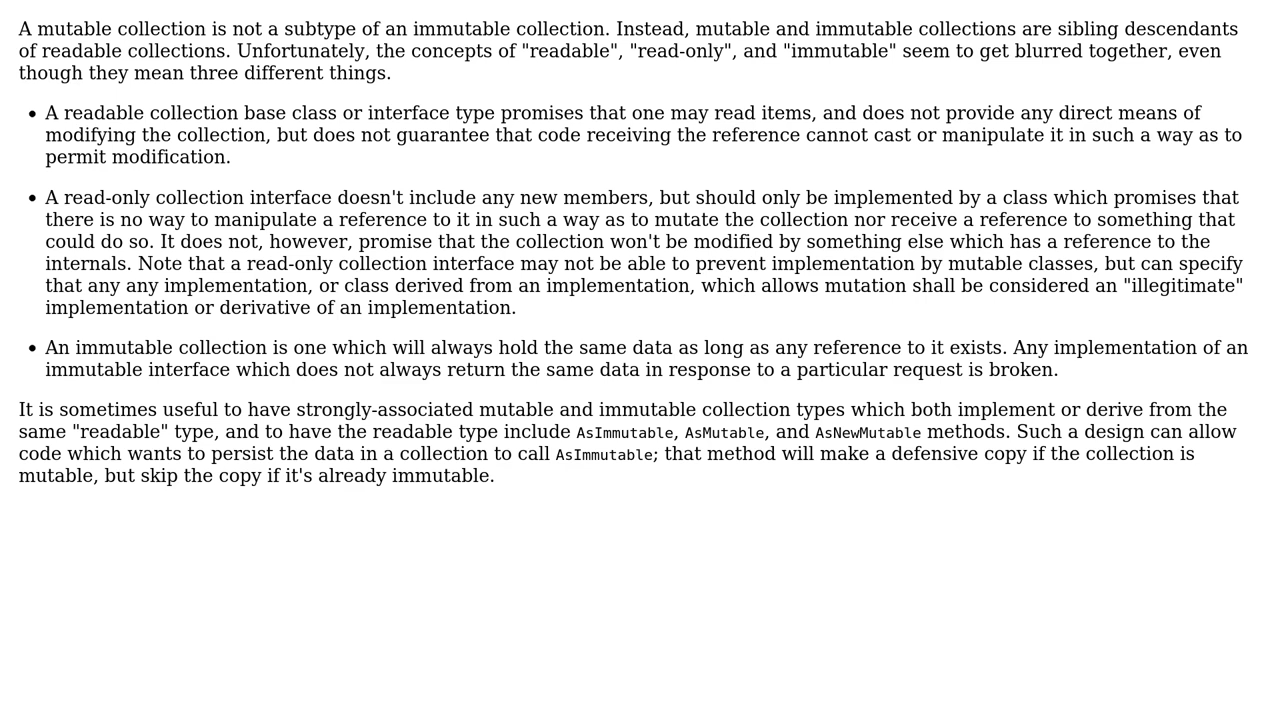 A mutable collection is not a subtype of an immutable collection. Instead, mutable and immutable collections are sibling descendants
of readable collections. Unfortunately, the concepts of "readable", "read-only", and "immutable" seem to get blurred together, even
though they mean three different things.
• A readable collection base class or interface type promises that one may read items, and does not provide any direct means of
modifying the collection, but does not guarantee that code receiving the reference cannot cast or manipulate it in such a way as to
permit modification.
• A read-only collection interface doesn't include any new members, but should only be implemented by a class which promises that
there is no way to manipulate a reference to it in such a way as to mutate the collection nor receive a reference to something that
could do so. It does not, however, promise that the collection won't be modified by something else which has a reference to the
internals. Note that a read-only collection interface may not be able to prevent implementation by mutable classes, but can specify
that any any implementation, or class derived from an implementation, which allows mutation shall be considered an "illegitimate"
implementation or derivative of an implementation.
• An immutable collection is one which will always hold the same data as long as any reference to it exists. Any implementation of an
immutable interface which does not always return the same data in response to a particular request is broken.
It is sometimes useful to have strongly-associated mutable and immutable collection types which both implement or derive from the
same "readable" type, and to have the readable type include AsImmutable, AsMutable, and AsNewMutable methods. Such a design can allow
code which wants to persist the data in a collection to call AsImmutable; that method will make a defensive copy if the collection is
mutable, but skip the copy if it's already immutable.